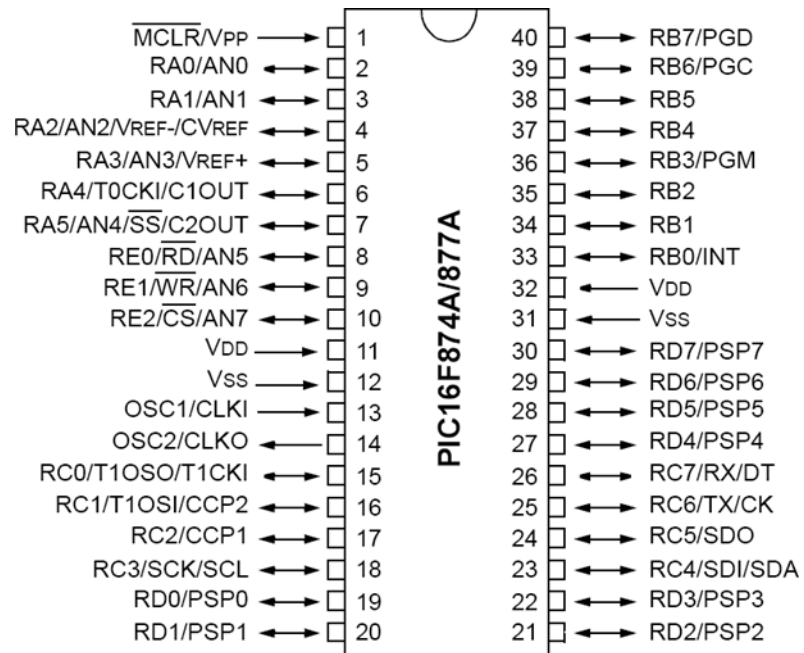 MCLR/VPP 1 40 RB7/PGD
RA0/AN0 2 39 RB6/PGC
RA1/AN1 3 38 RB5
RA2/AN2/VREF-/CVREF 4 37 RB4
RA3/AN3/VREF+ 5 36 RB3/PGM
RA4/T0CKI/C1OUT 6 35 RB2
RA5/AN4/SS/C2OUT 7 34 RB1
RE0/RD/AN5 8 33 RB0/INT
RE1/WR/AN6 9 32 VDD
RE2/CS/AN7 10 31 VSS
VDD 11 30 RD7/PSP7
VSS 12 29 RD6/PSP6
OSC1/CLKI 13 28 RD5/PSP5
OSC2/CLKO 14 27 RD4/PSP4
RC0/T1OSO/T1CKI 15 26 RC7/RX/DT
RC1/T1OSI/CCP2 16 25 RC6/TX/CK
RC2/CCP1 17 24 RC5/SDO
RC3/SCK/SCL 18 23 RC4/SDI/SDA
RD0/PSP0 19 22 RD3/PSP3
RD1/PSP1 20 21 RD2/PSP2
PIC16F874A/877A